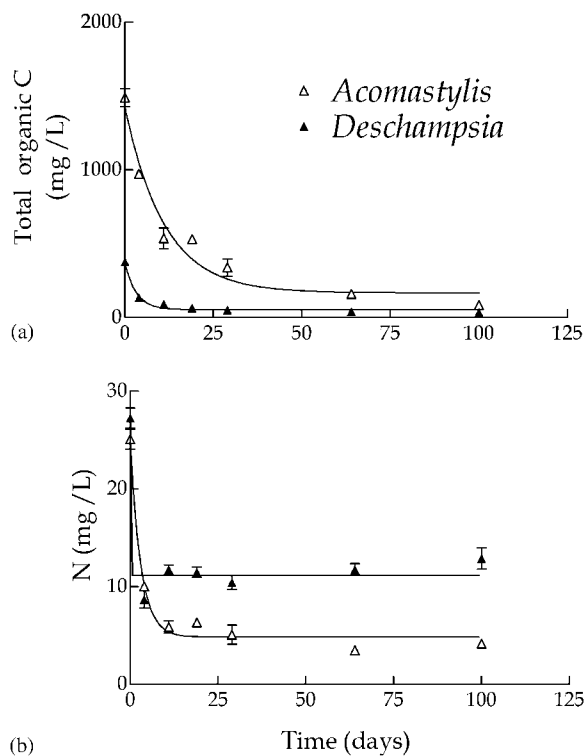 2000
1000
0
Total organic C
(mg/L)
△ Acomastylis
▲ Deschampsia
0 25 50 75 100 125
(a)
30
20
10
0
N (mg/L)
0 25 50 75 100 125
Time (days)
(b)